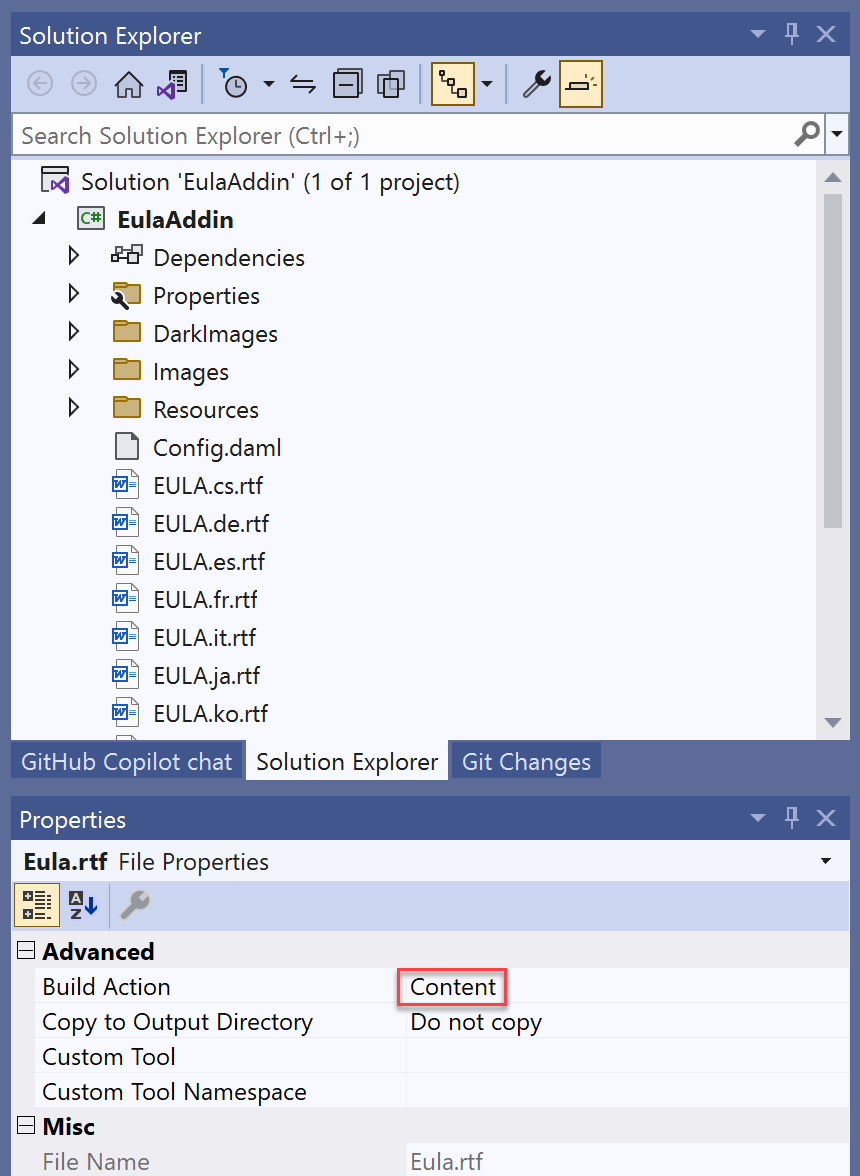 Solution Explorer
Search Solution Explorer (Ctrl+;)
Solution 'EulaAddin' (1 of 1 project)
C# EulaAddin
Dependencies
Properties
DarkImages
Images
Resources
Config.daml
EULA.cs.rtf
EULA.de.rtf
EULA.es.rtf
EULA.fr.rtf
EULA.it.rtf
EULA.ja.rtf
EULA.ko.rtf
GitHub Copilot chat Solution Explorer Git Changes
Properties
Eula.rtf File Properties
Advanced
Build Action Content
Copy to Output Directory Do not copy
Custom Tool
Custom Tool Namespace
Misc
File Name Eula.rtf